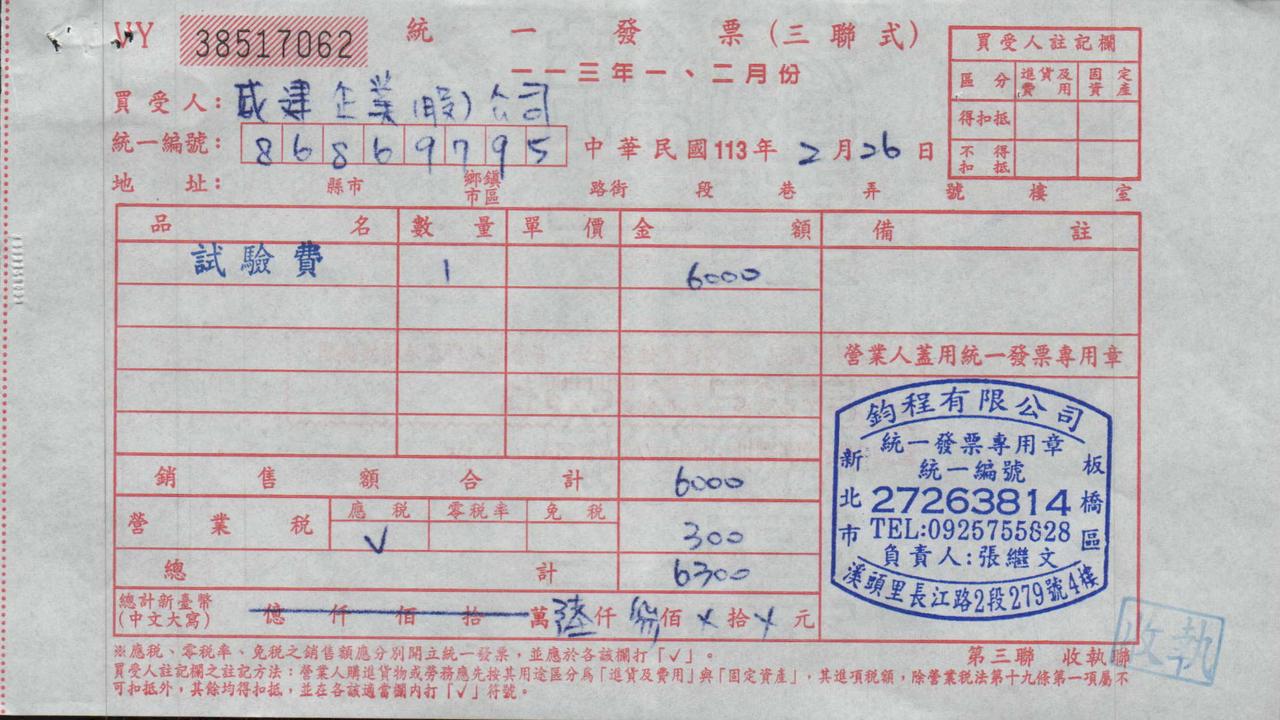 VY 38517062 統一發票(三聯式)
一一三年一、二月份
買受人註記欄
區分 進貨及費用 固定資產
得扣抵
不得扣抵
買受人: 威建企業(股)公司
統一編號: 86869795 中華民國113年2月26日
地址: 縣市 鄉鎮市區 路街 段 巷 弄 號 樓 室
品名 數量 單價 金額 備註
試驗費 1 6000
營業人蓋用統一發票專用章
銷售額合計 6000
營業稅 應稅 零稅率 免稅
√ 300
總計 6300
總計新臺幣(中文大寫) 億仟佰拾萬陸仟佰x拾x元
鈞程有限公司
統一發票專用章
統一編號
27263814
TEL:0925755828
負責人:張繼文
新北市 板橋區
溪頭里長江路2段279號4樓
※應稅、零稅率、免稅之銷售額應分別開立統一發票,並應於各該欄打「√」。
第三聯 收執聯
收執
買受人註記欄之註記方法:營業人購進貨物或勞務應先按其用途區分為「進貨及費用」與「固定資產」,其進項稅額,除營業稅法第十九條第一項屬不
可扣抵外,其餘均得扣抵,並在各該適當欄內打「√」符號。